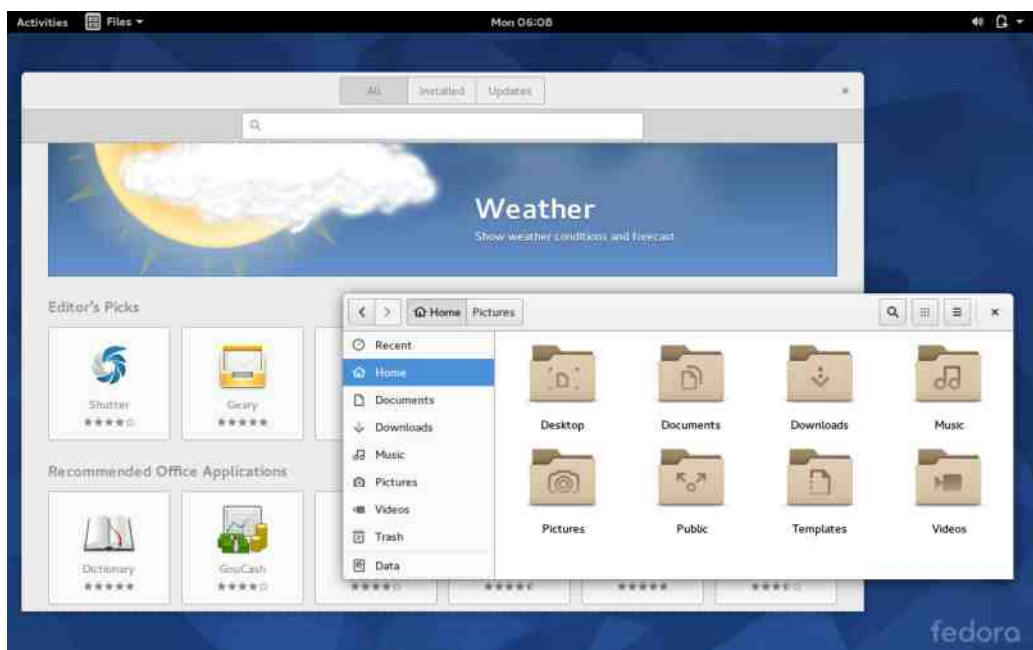 Activities Files Mon 06:08
All Installed Updates
Weather
Show weather conditions and forecast
Editor's Picks
Shutter Geary
Recommended Office Applications
Dictionary GnuCash
Home Pictures
Recent
Home
Documents
Downloads
Music
Pictures
Videos
Trash
Data
Desktop Documents Downloads Music
Pictures Public Templates Videos
fedora